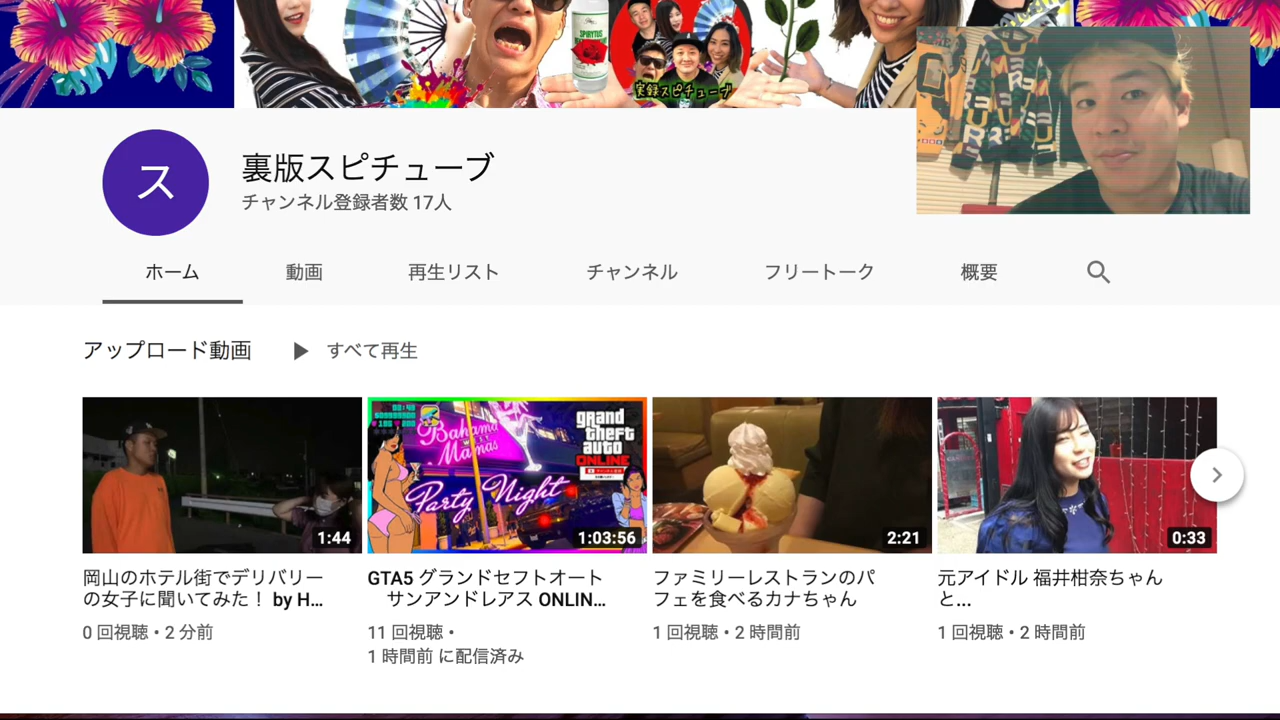 SPIRYTUS
実録スピチューブ
ス
裏版スピチューブ
チャンネル登録者数 17人
ホーム
動画
再生リスト
チャンネル
フリートーク
概要
アップロード動画
すべて再生
Bahama
Mamas
Party Night
grand
theft
auto
ONLINE
1:44
1:03:56
2:21
0:33
岡山のホテル街でデリバリー
の女子に聞いてみた！ by H...
0 回視聴・2 分前
GTA5 グランドセフトオート
サンアンドレアス ONLIN...
11 回視聴・
1 時間前 に配信済み
ファミリーレストランのパ
フェを食べるカナちゃん
1 回視聴・2 時間前
元アイドル 福井柑奈ちゃん
と...
1 回視聴・2 時間前